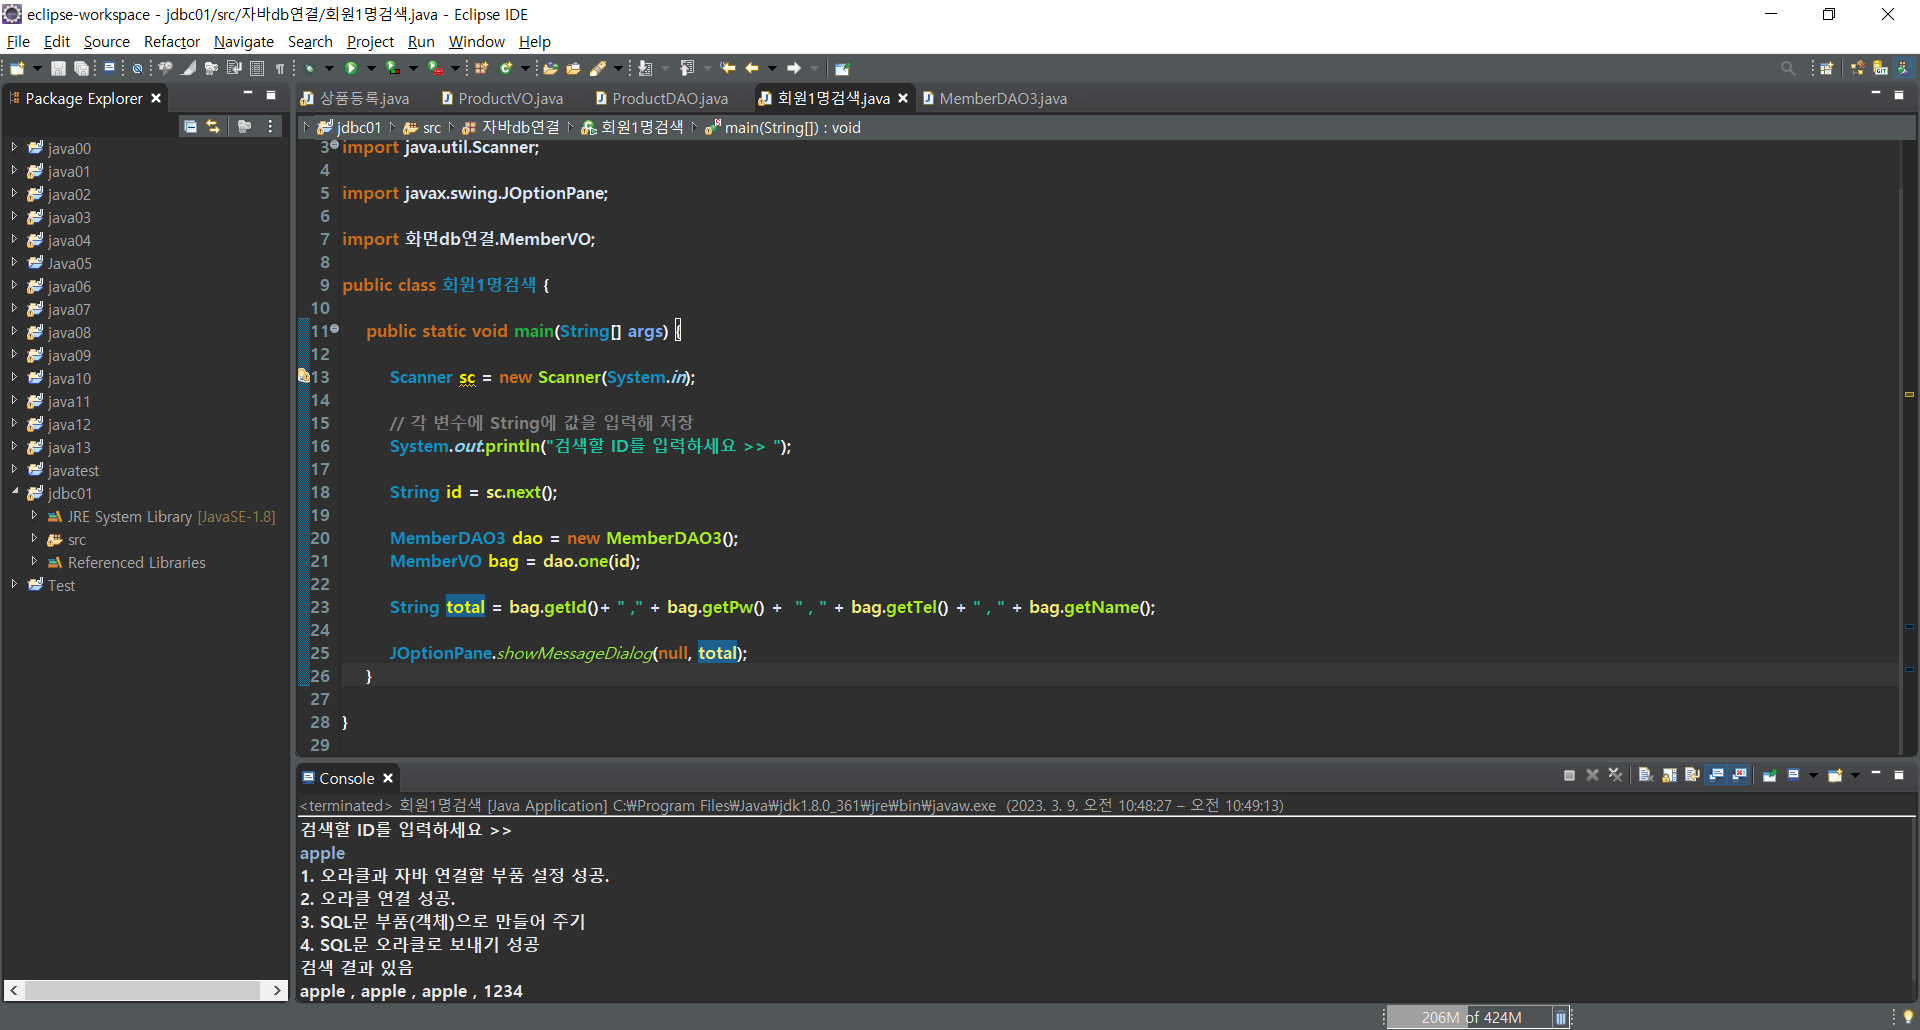 eclipse-workspace - jdbc01/src/자바db연결/회원1명검색.java - Eclipse IDE
File Edit Source Refactor Navigate Search Project Run Window Help
Package Explorer
java00
java01
java02
java03
java04
Java05
java06
java07
java08
java09
java10
java11
java12
java13
javatest
jdbc01
JRE System Library [JavaSE-1.8]
src
Referenced Libraries
Test
상품등록.java ProductVO.java ProductDAO.java 회원1명검색.java MemberDAO3.java
jdbc01 src 자바db연결 회원1명검색 main(String[]) : void
3 import java.util.Scanner;
4
5 import javax.swing.JOptionPane;
6
7 import 화면db연결.MemberVO;
8
9 public class 회원1명검색 {
10
11 public static void main(String[] args) {
12
13 Scanner sc = new Scanner(System.in);
14
15 // 각 변수에 String에 값을 입력해 저장
16 System.out.println("검색할 ID를 입력하세요 >> ");
17
18 String id = sc.next();
19
20 MemberDAO3 dao = new MemberDAO3();
21 MemberVO bag = dao.one(id);
22
23 String total = bag.getId()+ " ," + bag.getPw() +  " , " + bag.getTel() + " , " + bag.getName();
24
25 JOptionPane.showMessageDialog(null, total);
26 }
27
28 }
29
Console
<terminated> 회원1명검색 [Java Application] C:₩Program Files₩Java₩jdk1.8.0_361₩jre₩bin₩javaw.exe (2023. 3. 9. 오전 10:48:27 – 오전 10:49:13)
검색할 ID를 입력하세요 >>
apple
1. 오라클과 자바 연결할 부품 설정 성공.
2. 오라클 연결 성공.
3. SQL문 부품(객체)으로 만들어 주기
4. SQL문 오라클로 보내기 성공
검색 결과 있음
apple , apple , apple , 1234
206M of 424M